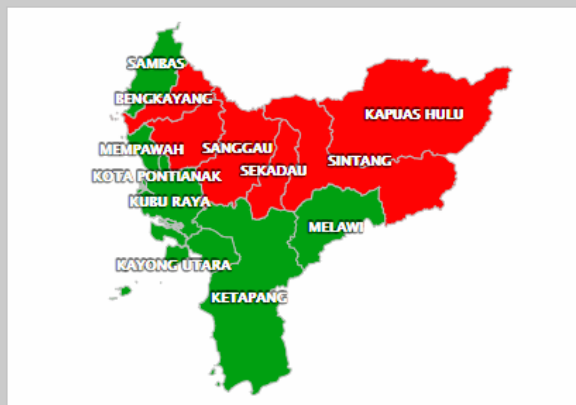 SAMBAS
BENGKAYANG
KAPUAS HULU
MEMPAWAH
SANGGAU
SINTANG
SEKADAU
KOTA PONTIANAK
KUBU RAYA
MELAWI
KAYONG UTARA
KETAPANG